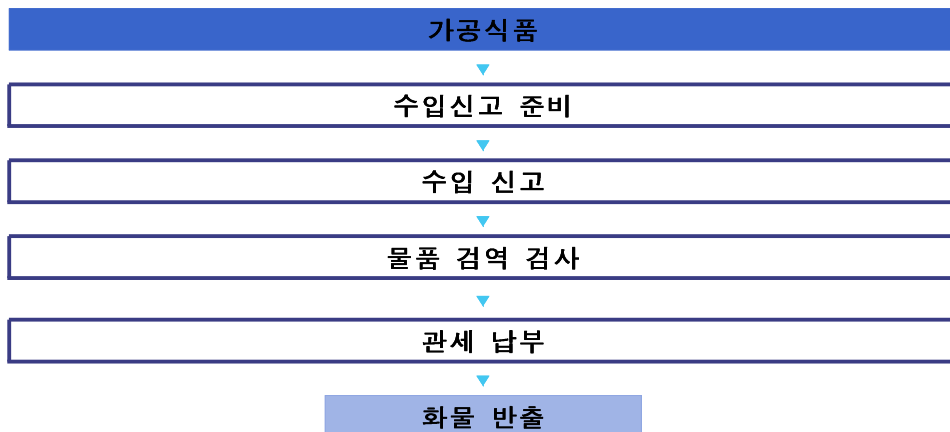 가공식품
수입신고 준비
수입 신고
물품 검역 검사
관세 납부
화물 반출